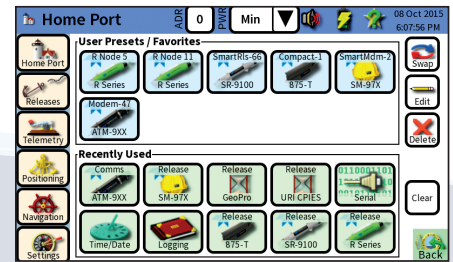 Home Port
ADR
0
PWR
Min
08 Oct 2015
6:07:56 PM
Home Port
Releases
Telemetry
Positioning
Navigation
Settings
User Presets / Favorites
R Node 5
R Series
R Node 11
R Series
SmartRls-66
SR-9100
Compact-1
875-T
SmartMdm-2
SM-97X
Modem-47
ATM-9XX
Swap
Edit
Delete
Recently Used
Comms
ATM-9XX
Release
SM-97X
Release
GeoPro
Release
URI CPIES
Serial
Time/Date
Logging
Release
875-T
Release
SR-9100
Release
R Series
Clear
Back